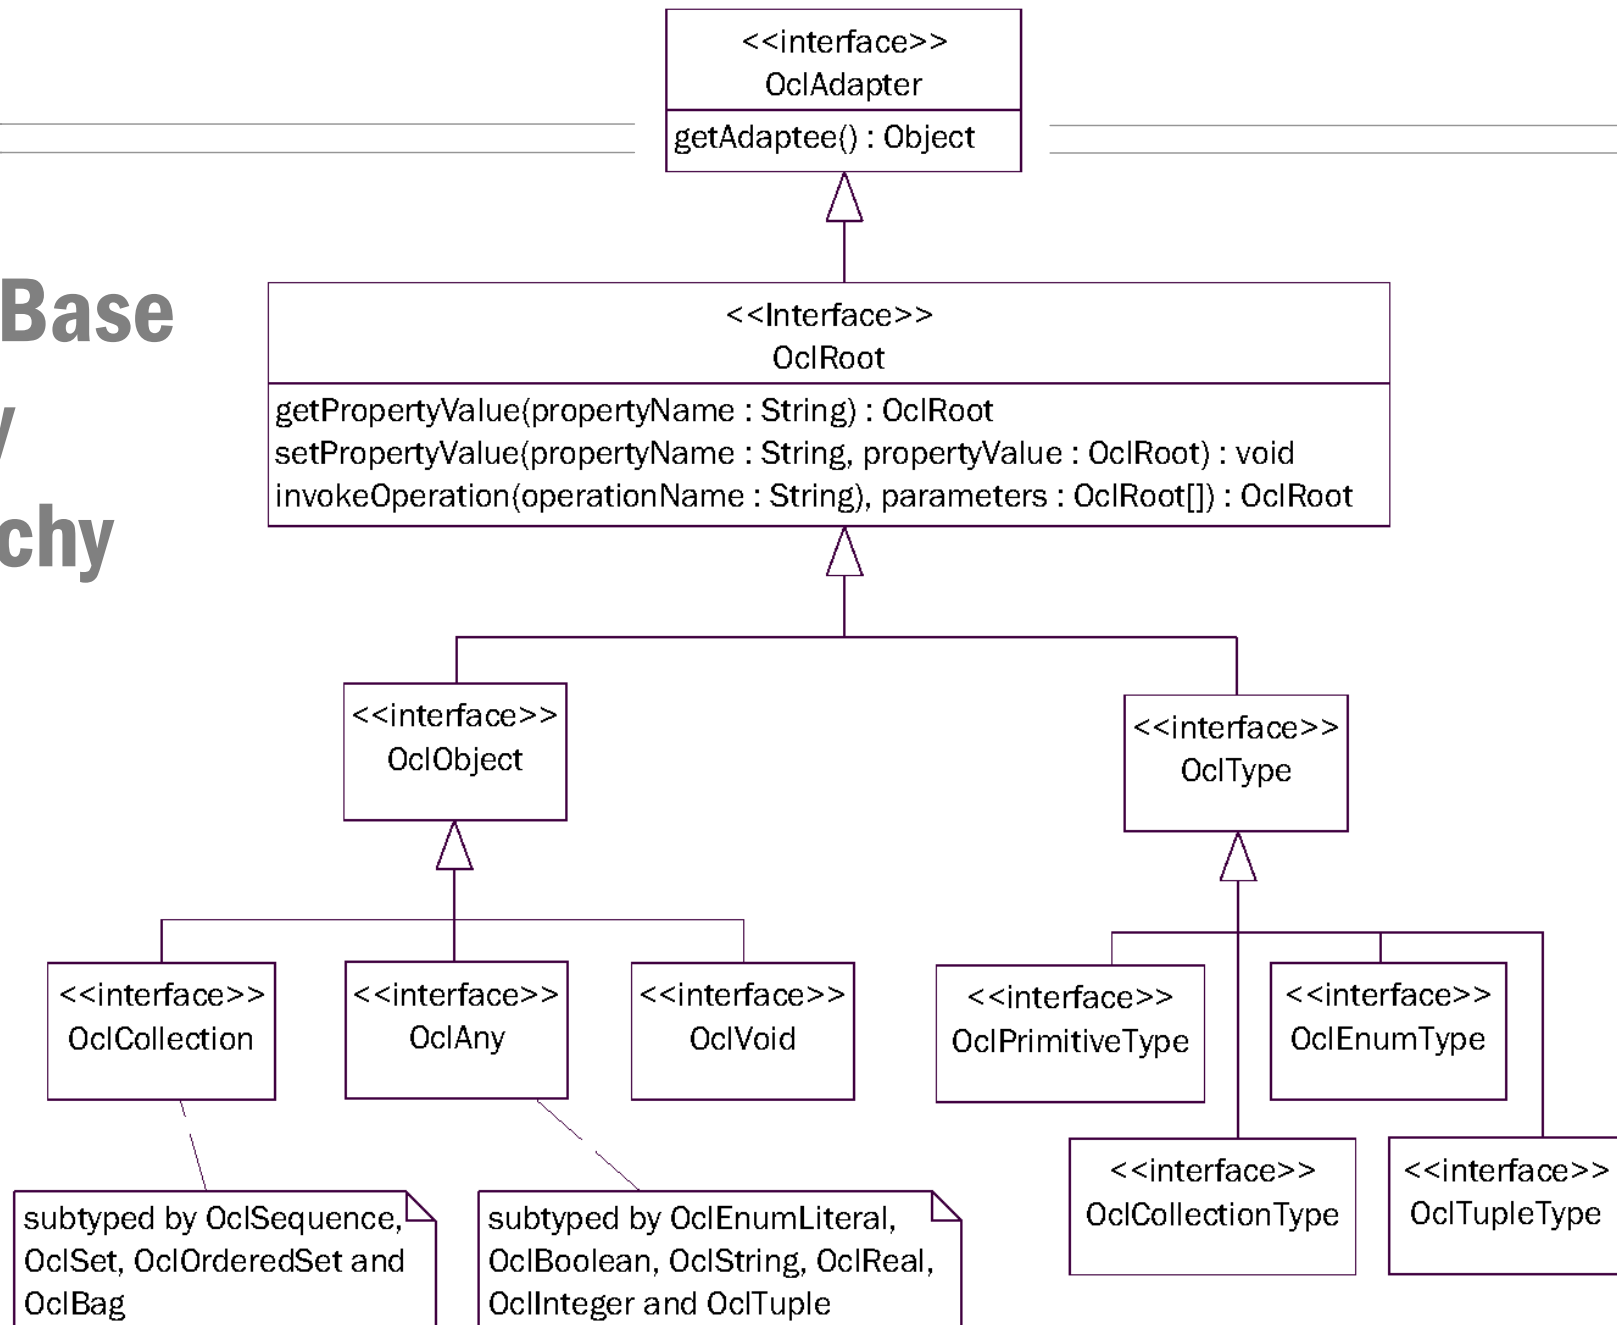 <<interface>>
OclAdapter
getAdaptee() : Object
Base
y
chy
<<Interface>>
OclRoot
getPropertyValue(propertyName : String) : OclRoot
setPropertyValue(propertyName : String, propertyValue : OclRoot) : void
invokeOperation(operationName : String), parameters : OclRoot[]) : OclRoot
<<interface>>
OclObject
<<interface>>
OclType
<<interface>>
OclCollection
<<interface>>
OclAny
<<interface>>
OclVoid
<<interface>>
OclPrimitiveType
<<interface>>
OclEnumType
<<interface>>
OclCollectionType
<<interface>>
OclTupleType
subtyped by OclSequence,
OclSet, OclOrderedSet and
OclBag
subtyped by OclEnumLiteral,
OclBoolean, OclString, OclReal,
OclInteger and OclTuple